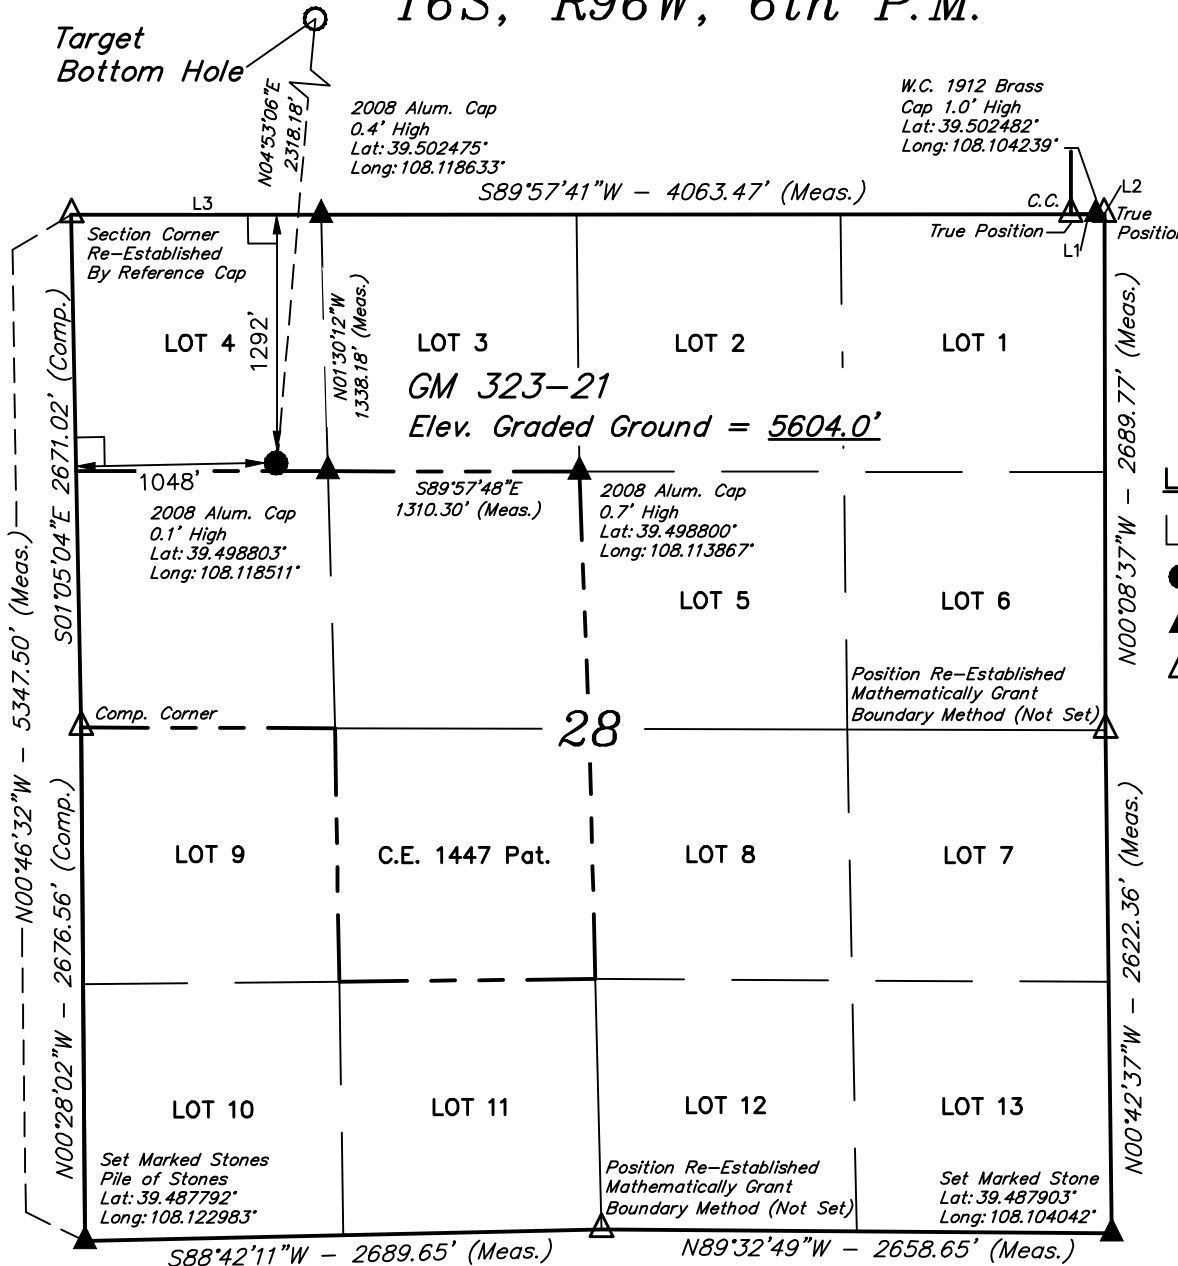 T6S, R96W, 6th P.M.
Target
Bottom Hole
N04°53'06"E
2318.18'
2008 Alum. Cap
0.4' High
Lat: 39.502475°
Long: 108.118633°
W.C. 1912 Brass
Cap 1.0' High
Lat: 39.502482°
Long: 108.104239°
S89°57'41"W – 4063.47' (Meas.)
L3
C.C.
L2
True
Position
True Position
L1
Section Corner
Re-Established
By Reference Cap
LOT 4
1292'
N01°30'12"W
1338.18' (Meas.)
LOT 3
LOT 2
LOT 1
GM 323-21
Elev. Graded Ground = 5604.0'
S01°05'04"E 2671.02' (Comp.)
N00°08'37"W – 2689.77' (Meas.)
1048'
S89°57'48"E
1310.30' (Meas.)
2008 Alum. Cap
0.1' High
Lat: 39.498803°
Long: 108.118511°
2008 Alum. Cap
0.7' High
Lat: 39.498800°
Long: 108.113867°
N00°46'32"W – 5347.50' (Meas.)
LOT 5
LOT 6
Position Re-Established
Mathematically Grant
Boundary Method (Not Set)
Comp. Corner
28
N00°28'02"W – 2676.56' (Comp.)
N00°42'37"W – 2622.36' (Meas.)
LOT 9
C.E. 1447 Pat.
LOT 8
LOT 7
LOT 10
LOT 11
LOT 12
LOT 13
Set Marked Stones
Pile of Stones
Lat: 39.487792°
Long: 108.122983°
Position Re-Established
Mathematically Grant
Boundary Method (Not Set)
Set Marked Stone
Lat: 39.487903°
Long: 108.104042°
S88°42'11"W – 2689.65' (Meas.)
N89°32'49"W – 2658.65' (Meas.)